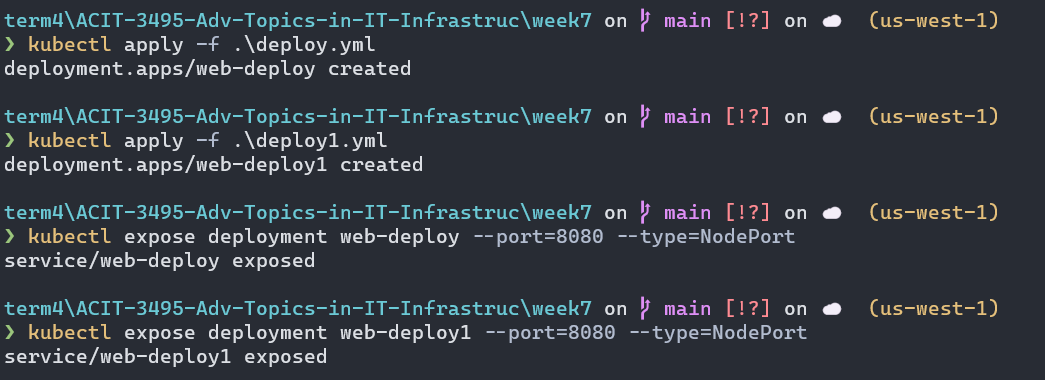 term4\ACIT-3495-Adv-Topics-in-IT-Infrastruc\week7 on main [!?] on (us-west-1)
❯ kubectl apply -f .\deploy.yml
deployment.apps/web-deploy created
term4\ACIT-3495-Adv-Topics-in-IT-Infrastruc\week7 on main [!?] on (us-west-1)
❯ kubectl apply -f .\deploy1.yml
deployment.apps/web-deploy1 created
term4\ACIT-3495-Adv-Topics-in-IT-Infrastruc\week7 on main [!?] on (us-west-1)
❯ kubectl expose deployment web-deploy --port=8080 --type=NodePort
service/web-deploy exposed
term4\ACIT-3495-Adv-Topics-in-IT-Infrastruc\week7 on main [!?] on (us-west-1)
❯ kubectl expose deployment web-deploy1 --port=8080 --type=NodePort
service/web-deploy1 exposed